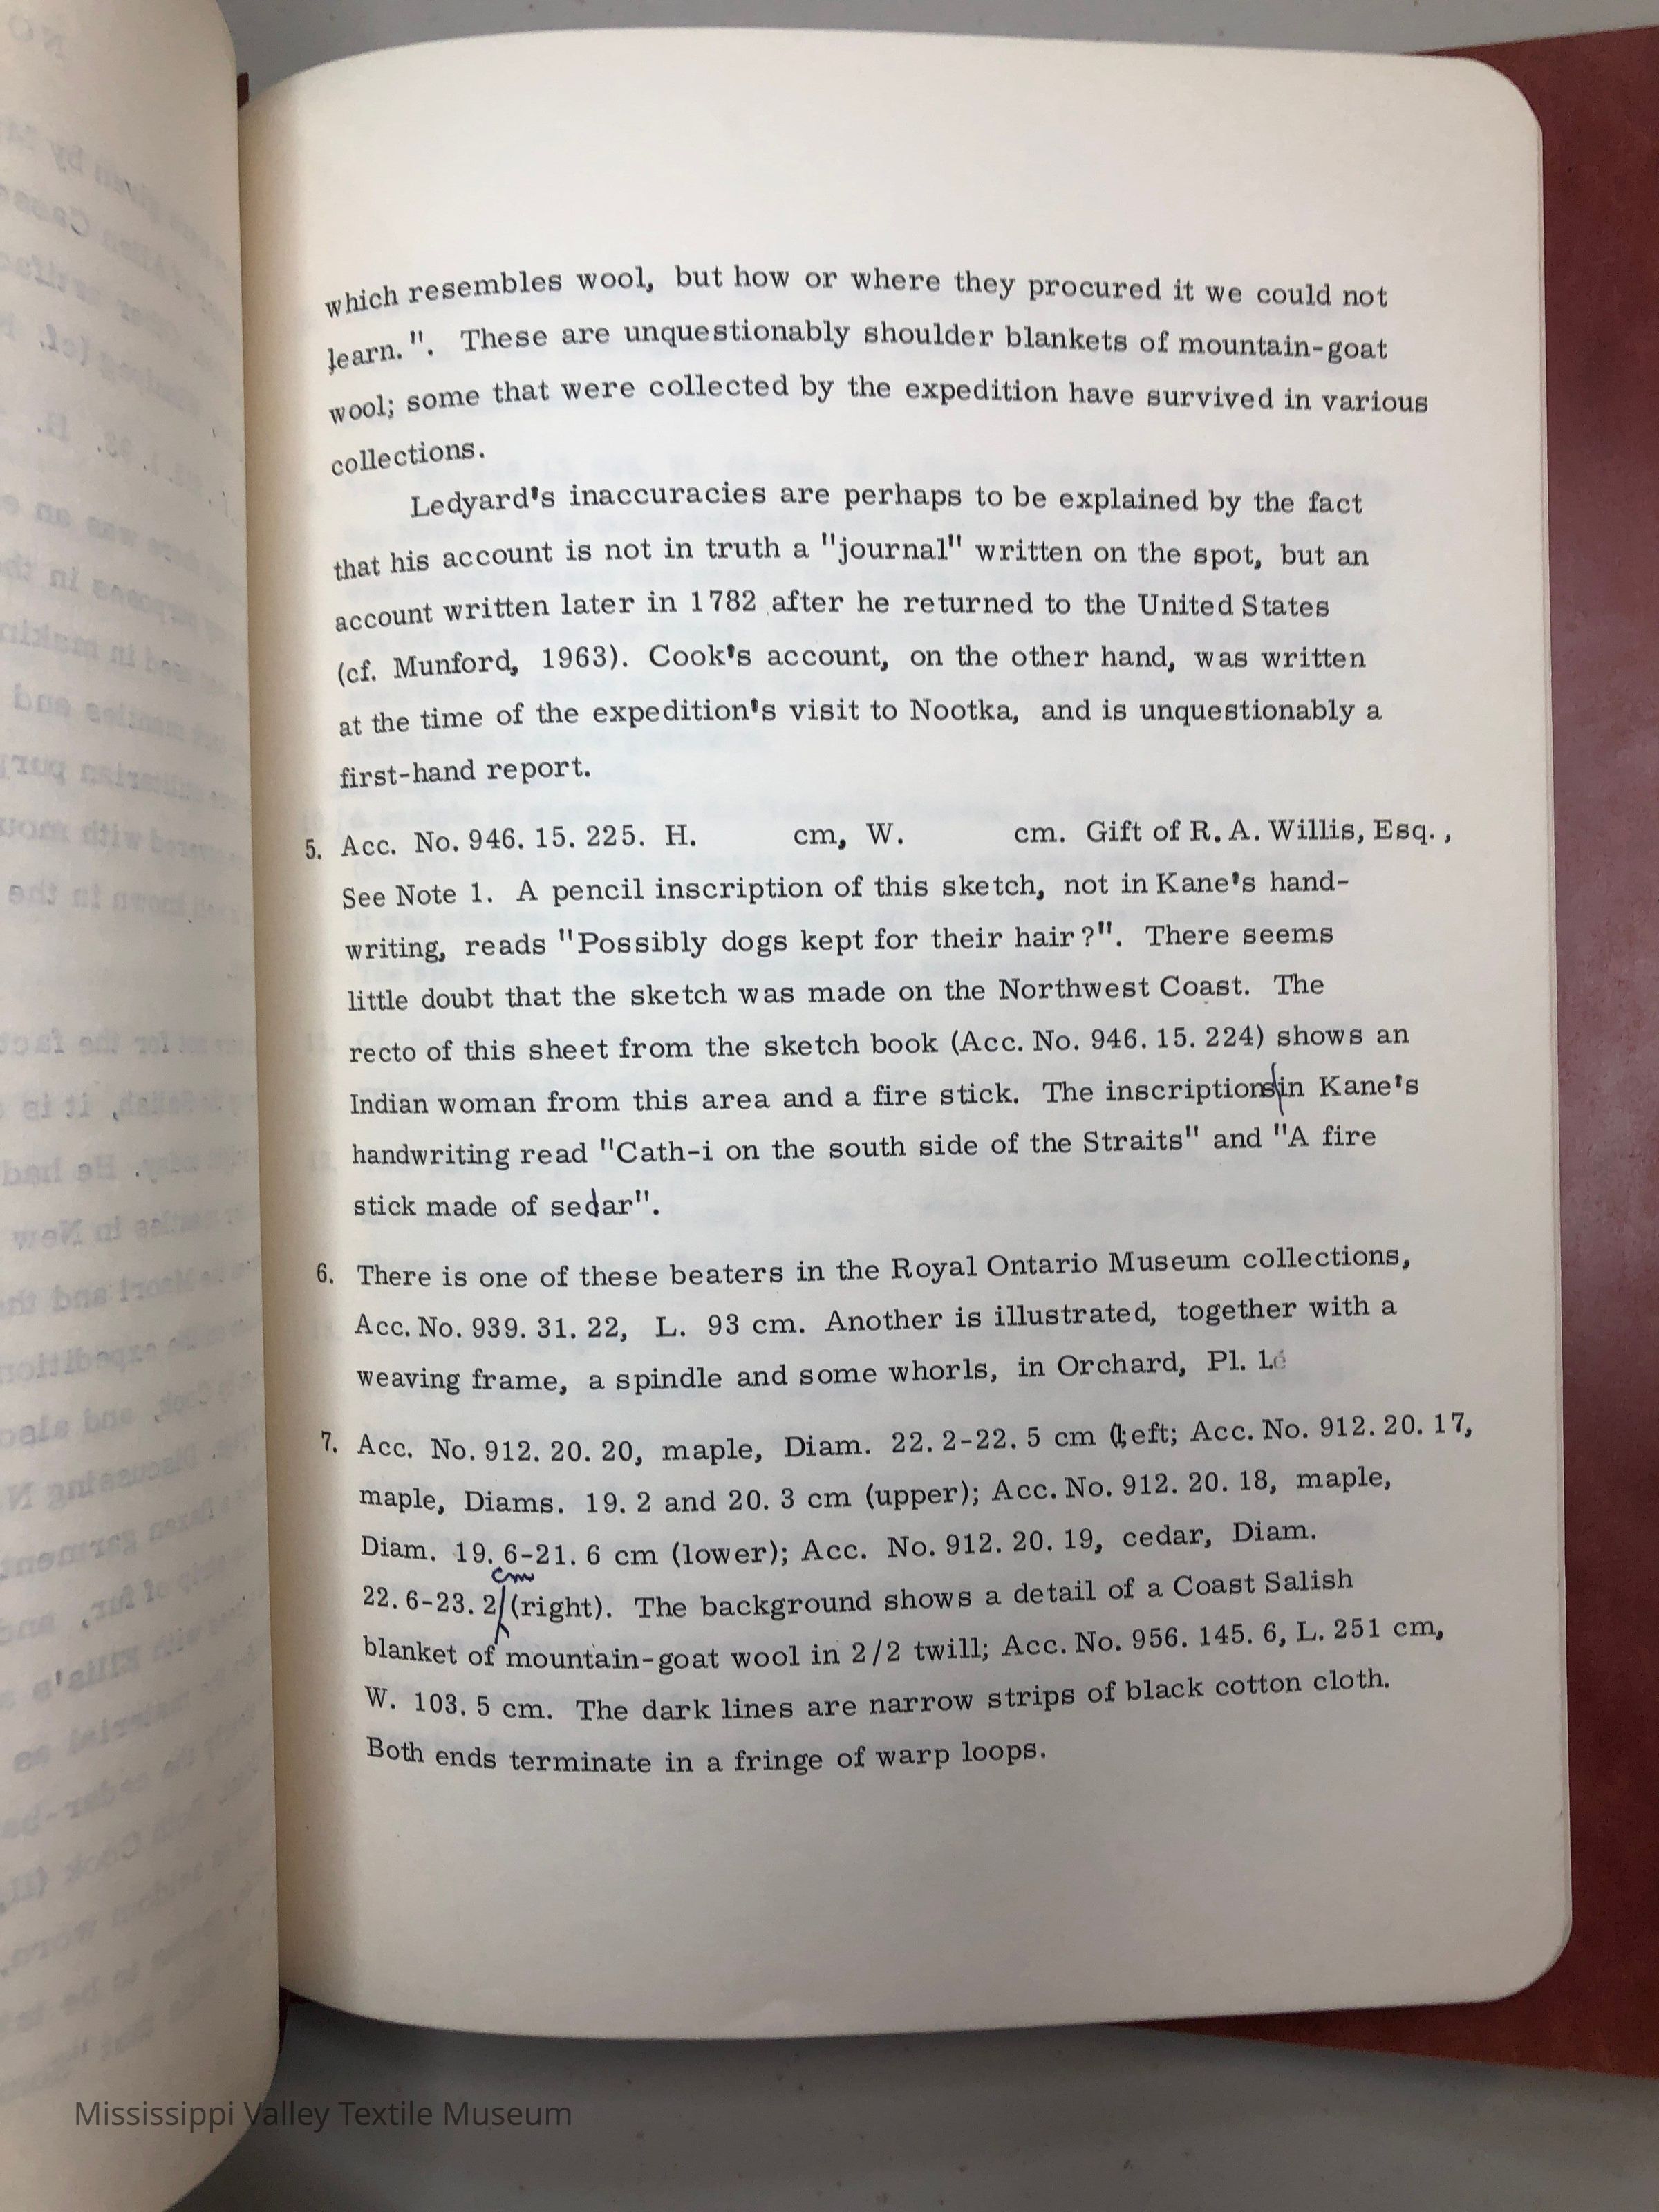 which resembles wool, but how or where they procured it we could not
learn.". These are unquestionably shoulder blankets of mountain-goat
wool; some that were collected by the expedition have survived in various
collections.
Ledyard's inaccuracies are perhaps to be explained by the fact
that his account is not in truth a "journal" written on the spot, but an
account written later in 1782 after he returned to the United States
(cf. Munford, 1963). Cook's account, on the other hand, was written
at the time of the expedition's visit to Nootka, and is unquestionably a
first-hand report.
5. Acc. No. 946.15.225. H. cm, W. cm. Gift of R.A. Willis, Esq.,
See Note 1. A pencil inscription of this sketch, not in Kane's hand-
writing, reads "Possibly dogs kept for their hair?". There seems
little doubt that the sketch was made on the Northwest Coast. The
recto of this sheet from the sketch book (Acc. No. 946.15.224) shows an
Indian woman from this area and a fire stick. The inscriptions in Kane's
handwriting read "Cath-i on the south side of the Straits" and "A fire
stick made of sedar".
6. There is one of these beaters in the Royal Ontario Museum collections,
Acc. No. 939.31.22, L. 93 cm. Another is illustrated, together with a
weaving frame, a spindle and some whorls, in Orchard, Pl.
7. Acc. No. 912.20.20, maple, Diam. 22.2-22.5 cm (left; Acc. No. 912.20.17,
maple, Diams. 19.2 and 20.3 cm (upper); Acc. No. 912.20.18, maple,
Diam. 19.6-21.6 cm (lower); Acc. No. 912.20.19, cedar, Diam.
cm
22.6-23.2 (right). The background shows a detail of a Coast Salish
blanket of mountain-goat wool in 2/2 twill; Acc. No. 956.145.6, L. 251 cm,
W. 103.5 cm. The dark lines are narrow strips of black cotton cloth.
Both ends terminate in a fringe of warp loops.
Mississippi Valley Textile Museum